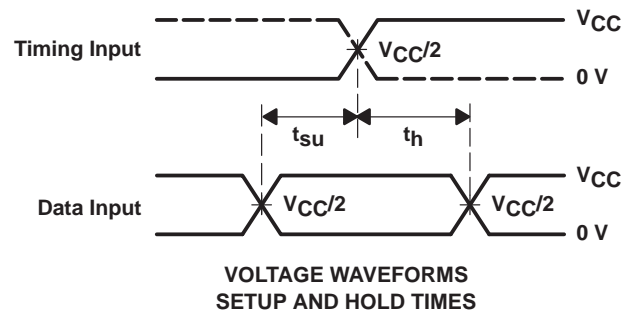 VCC
Timing Input
VCC/2
0 V
tsu
th
VCC
Data Input
VCC/2
VCC/2
0 V
VOLTAGE WAVEFORMS
SETUP AND HOLD TIMES